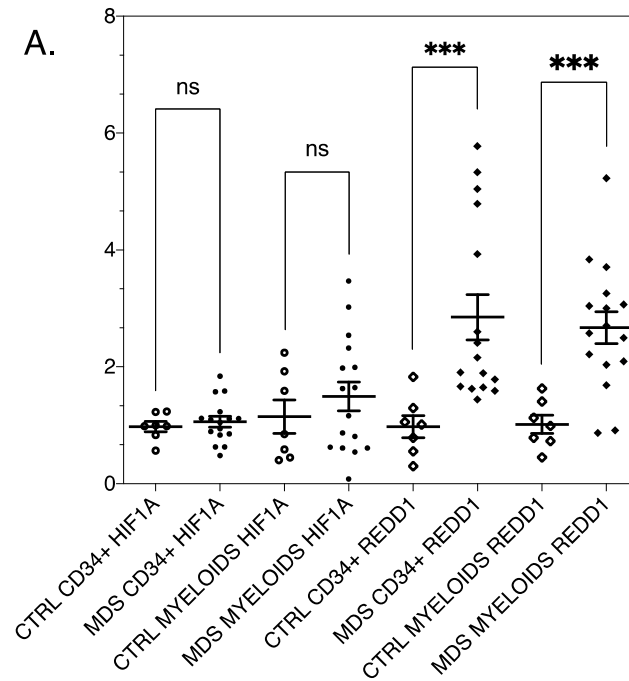 A.
8
6
4
2
0
ns
ns
***
***
CTRL CD34+ HIF1A
MDS CD34+ HIF1A
CTRL MYELOIDS HIF1A
MDS MYELOIDS HIF1A
CTRL CD34+ REDD1
MDS CD34+ REDD1
CTRL MYELOIDS REDD1
MDS MYELOIDS REDD1